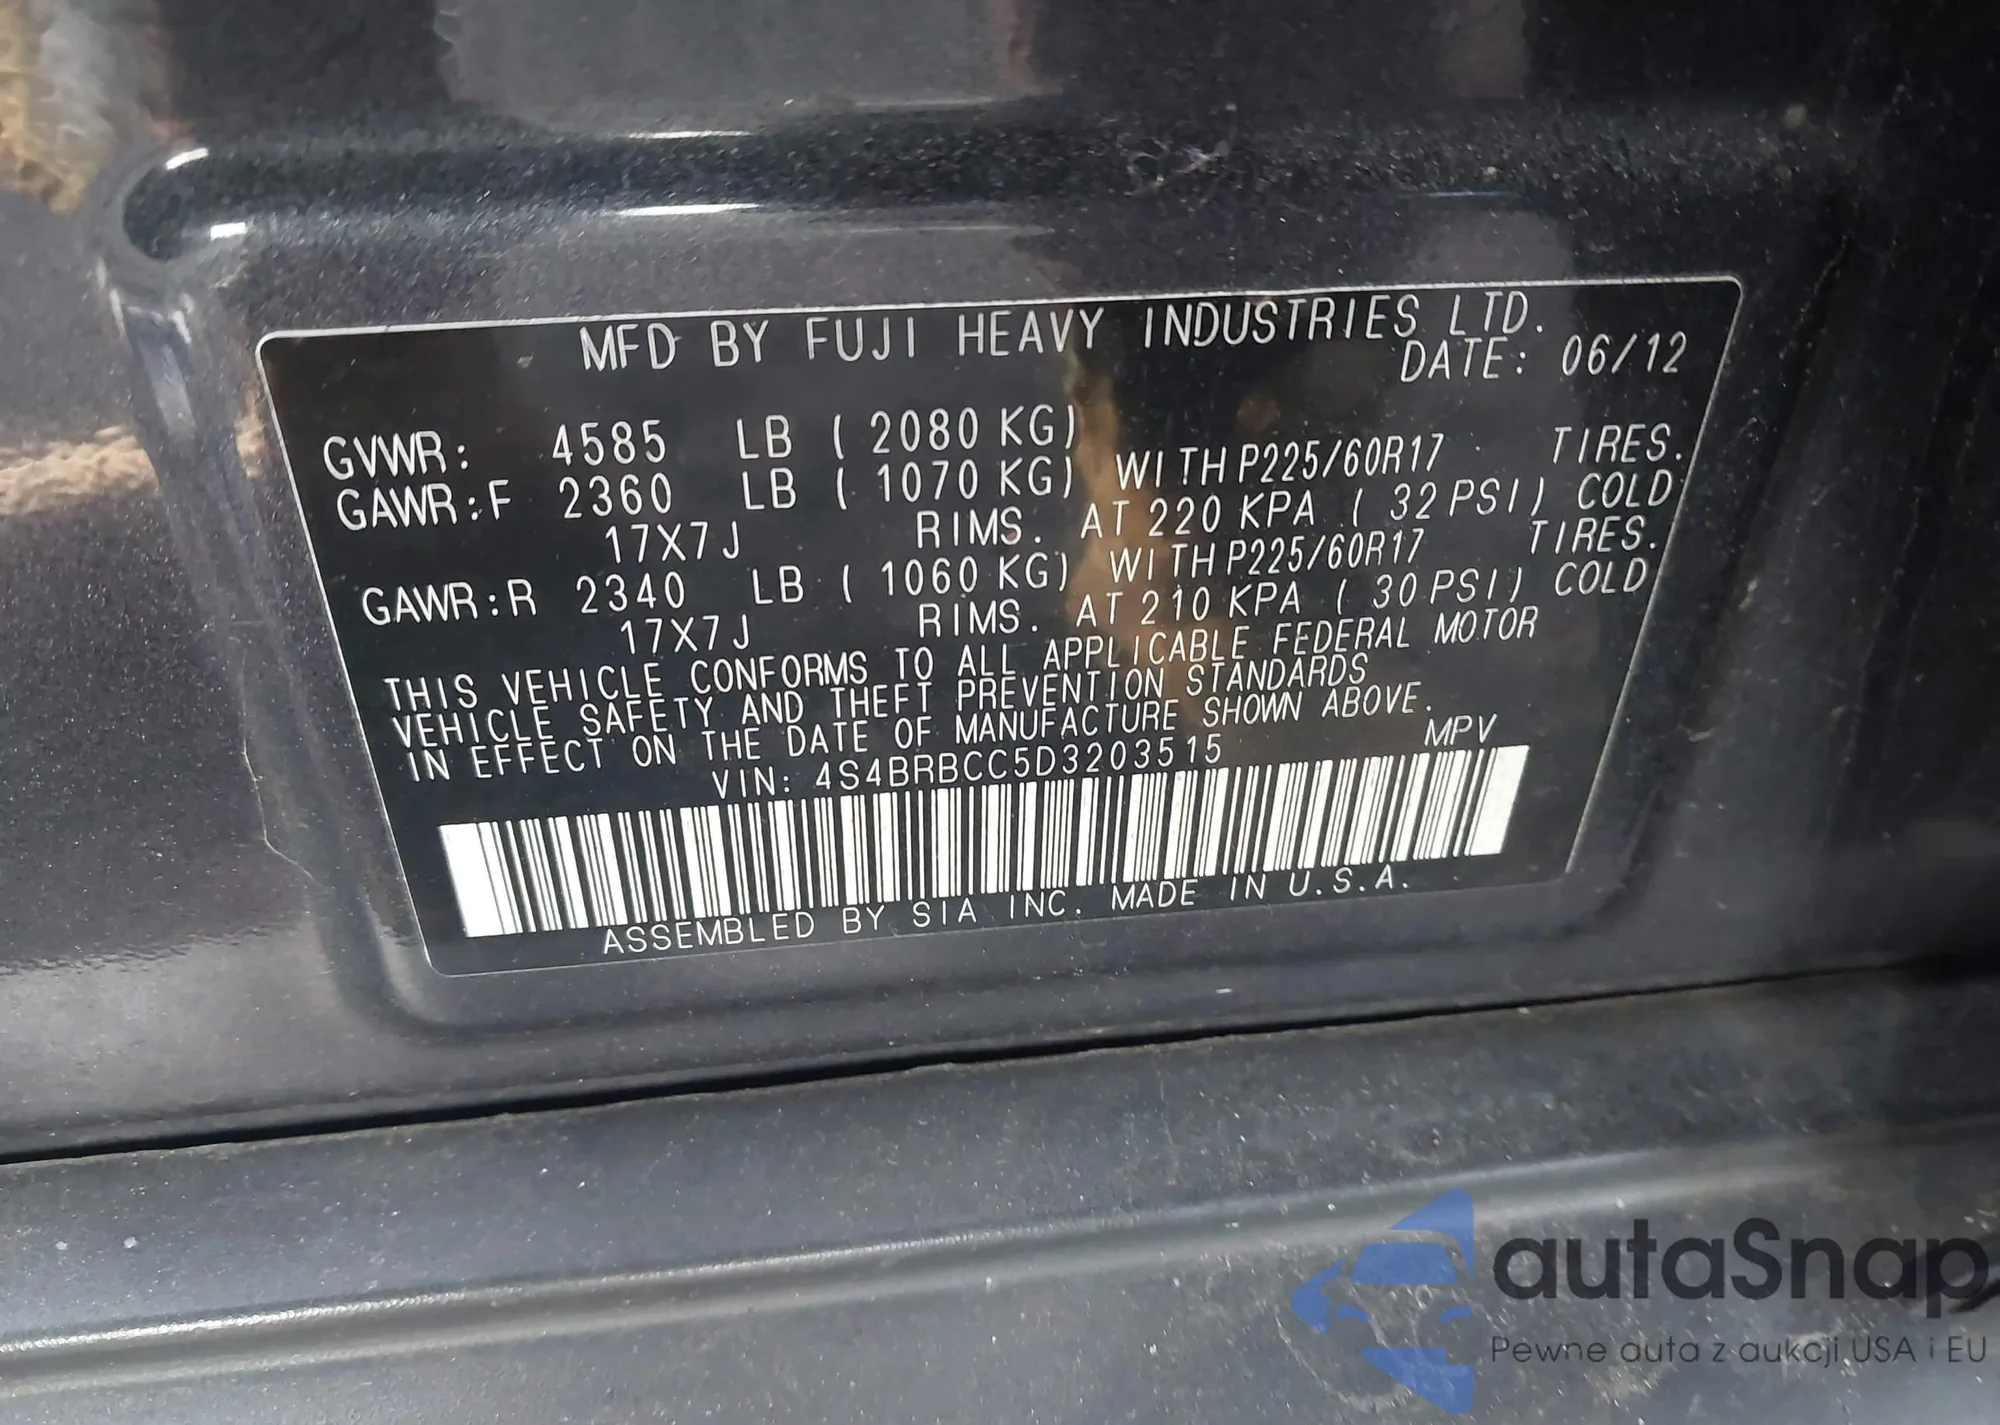 MFD BY FUJI HEAVY INDUSTRIES LTD.
DATE: 06/12
GVWR: 4585 LB ( 2080 KG)
GAWR:F 2360 LB ( 1070 KG) WITH P225/60R17 TIRES.
17X7J RIMS. AT 220 KPA ( 32 PSI) COLD
GAWR:R 2340 LB ( 1060 KG) WITH P225/60R17 TIRES.
17X7J RIMS. AT 210 KPA ( 30 PSI) COLD
THIS VEHICLE CONFORMS TO ALL APPLICABLE FEDERAL MOTOR
VEHICLE SAFETY AND THEFT PREVENTION STANDARDS
IN EFFECT ON THE DATE OF MANUFACTURE SHOWN ABOVE.
VIN: 4S4BRBCC5D3203515 MPV
ASSEMBLED BY SIA INC. MADE IN U.S.A.
autaSnap
Pewne auta z aukcji USA i EU